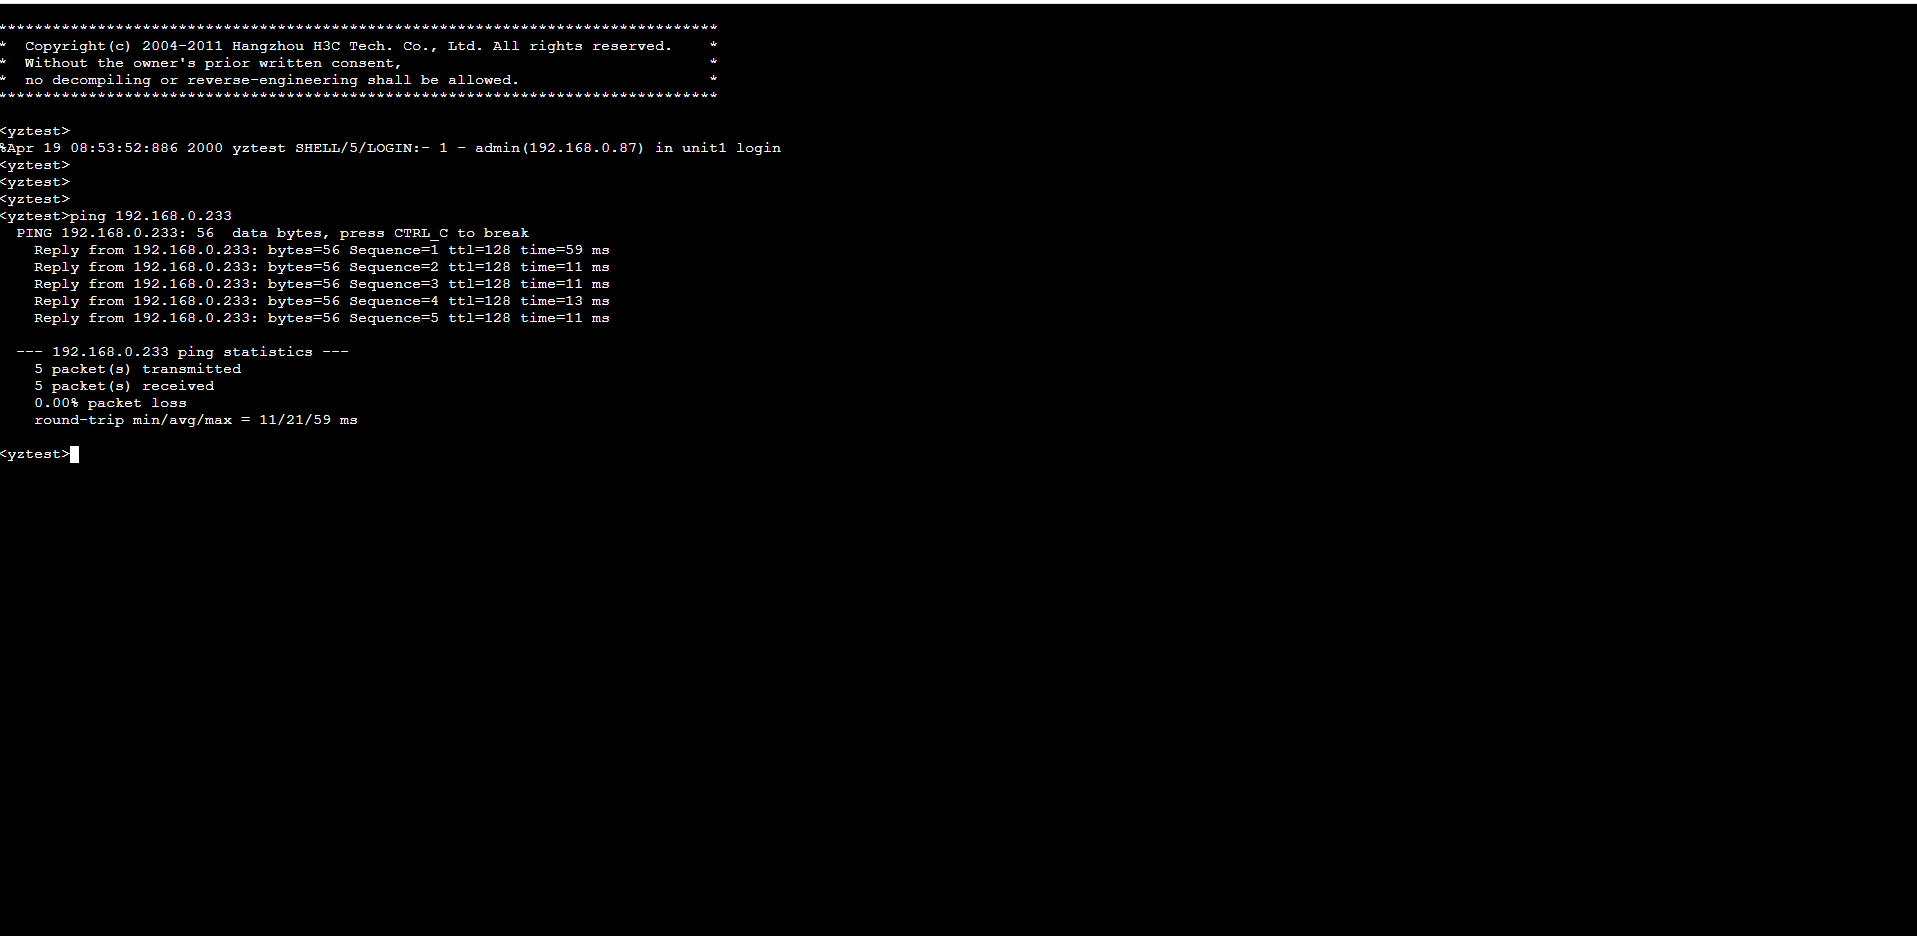 ********************************************************************************
*  Copyright(c) 2004-2011 Hangzhou H3C Tech. Co., Ltd. All rights reserved.    *
*  Without the owner's prior written consent,                                  *
*  no decompiling or reverse-engineering shall be allowed.                     *
********************************************************************************

<yztest>
%Apr 19 08:53:52:886 2000 yztest SHELL/5/LOGIN:- 1 - admin(192.168.0.87) in unit1 login
<yztest>
<yztest>
<yztest>
<yztest>ping 192.168.0.233
  PING 192.168.0.233: 56  data bytes, press CTRL_C to break
    Reply from 192.168.0.233: bytes=56 Sequence=1 ttl=128 time=59 ms
    Reply from 192.168.0.233: bytes=56 Sequence=2 ttl=128 time=11 ms
    Reply from 192.168.0.233: bytes=56 Sequence=3 ttl=128 time=11 ms
    Reply from 192.168.0.233: bytes=56 Sequence=4 ttl=128 time=13 ms
    Reply from 192.168.0.233: bytes=56 Sequence=5 ttl=128 time=11 ms

  --- 192.168.0.233 ping statistics ---
    5 packet(s) transmitted
    5 packet(s) received
    0.00% packet loss
    round-trip min/avg/max = 11/21/59 ms

<yztest>